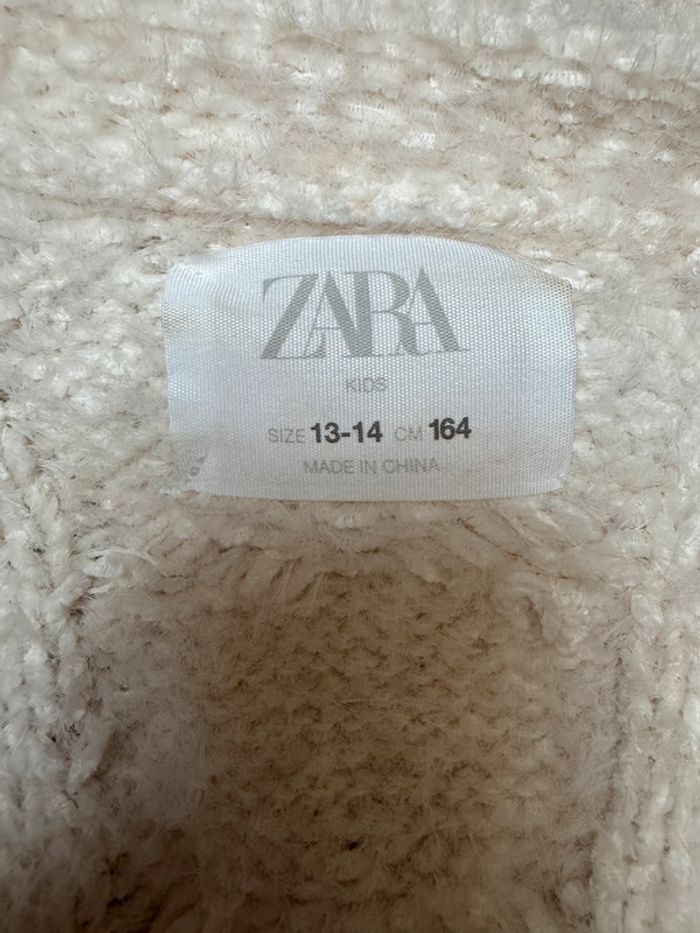 ZARA
KIDS
SIZE 13-14 CM 164
MADE IN CHINA